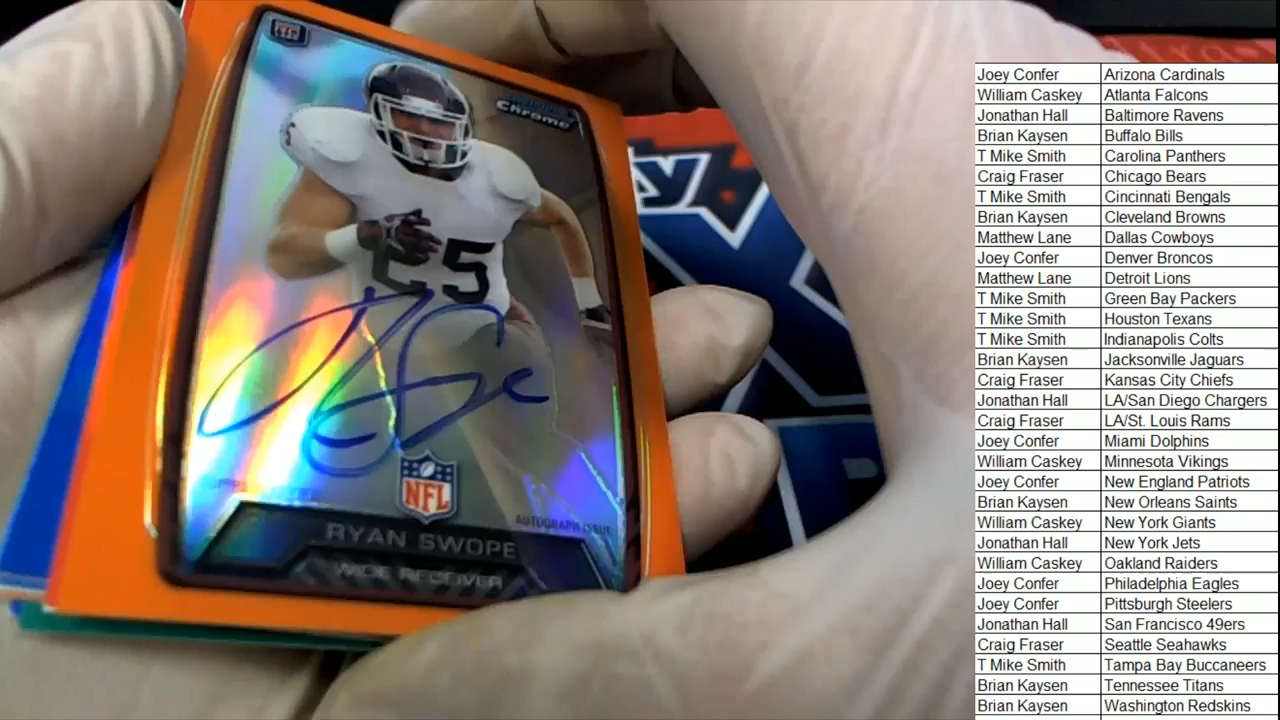 Chrome
25
NFL
AUTOGRAPH ISSUE
RYAN SWOPE
WIDE RECEIVER
Joey Confer Arizona Cardinals
William Caskey Atlanta Falcons
Jonathan Hall Baltimore Ravens
Brian Kaysen Buffalo Bills
T Mike Smith Carolina Panthers
Craig Fraser Chicago Bears
T Mike Smith Cincinnati Bengals
Brian Kaysen Cleveland Browns
Matthew Lane Dallas Cowboys
Joey Confer Denver Broncos
Matthew Lane Detroit Lions
T Mike Smith Green Bay Packers
T Mike Smith Houston Texans
T Mike Smith Indianapolis Colts
Brian Kaysen Jacksonville Jaguars
Craig Fraser Kansas City Chiefs
Jonathan Hall LA/San Diego Chargers
Craig Fraser LA/St. Louis Rams
Joey Confer Miami Dolphins
William Caskey Minnesota Vikings
Joey Confer New England Patriots
Brian Kaysen New Orleans Saints
William Caskey New York Giants
Jonathan Hall New York Jets
William Caskey Oakland Raiders
Joey Confer Philadelphia Eagles
Joey Confer Pittsburgh Steelers
Jonathan Hall San Francisco 49ers
Craig Fraser Seattle Seahawks
T Mike Smith Tampa Bay Buccaneers
Brian Kaysen Tennessee Titans
Brian Kaysen Washington Redskins